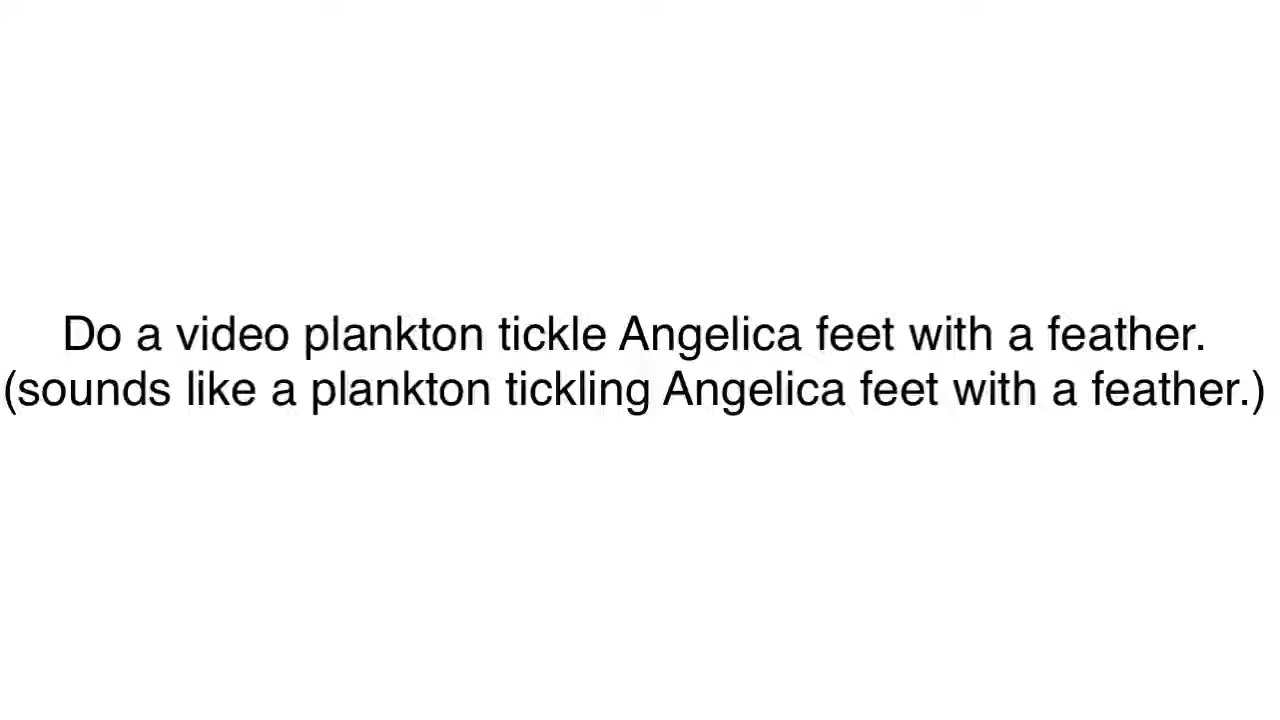 Do a video plankton tickle Angelica feet with a feather.
(sounds like a plankton tickling Angelica feet with a feather.)